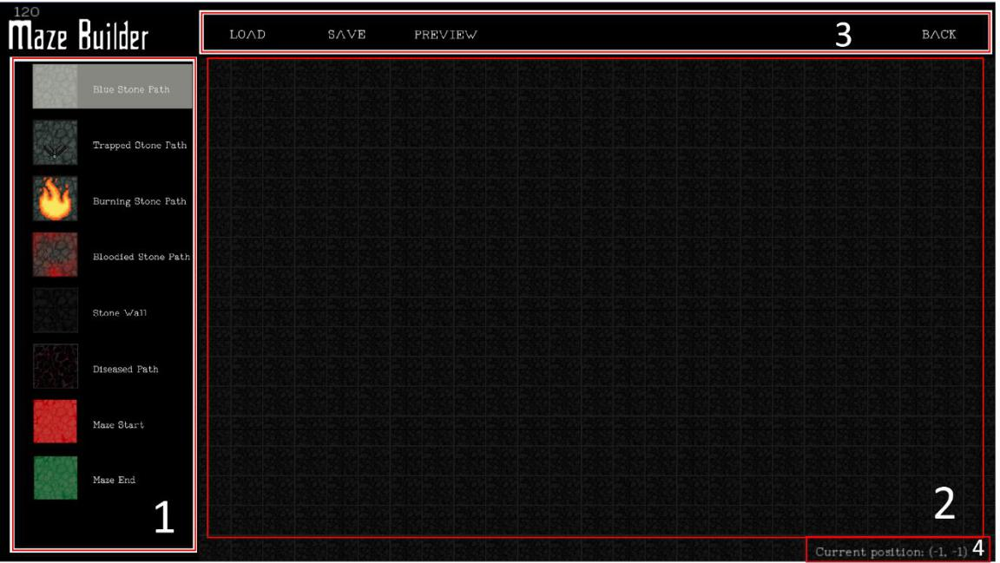 120
Maze Builder
LOAD SAVE PREVIEW 3 BACK
Blue Stone Path
Trapped Stone Path
Burning Stone Path
Bloodied Stone Path
Stone Wall
Diseased Path
Maze Start
Maze End
1
2
Current position: (-1, -1) 4